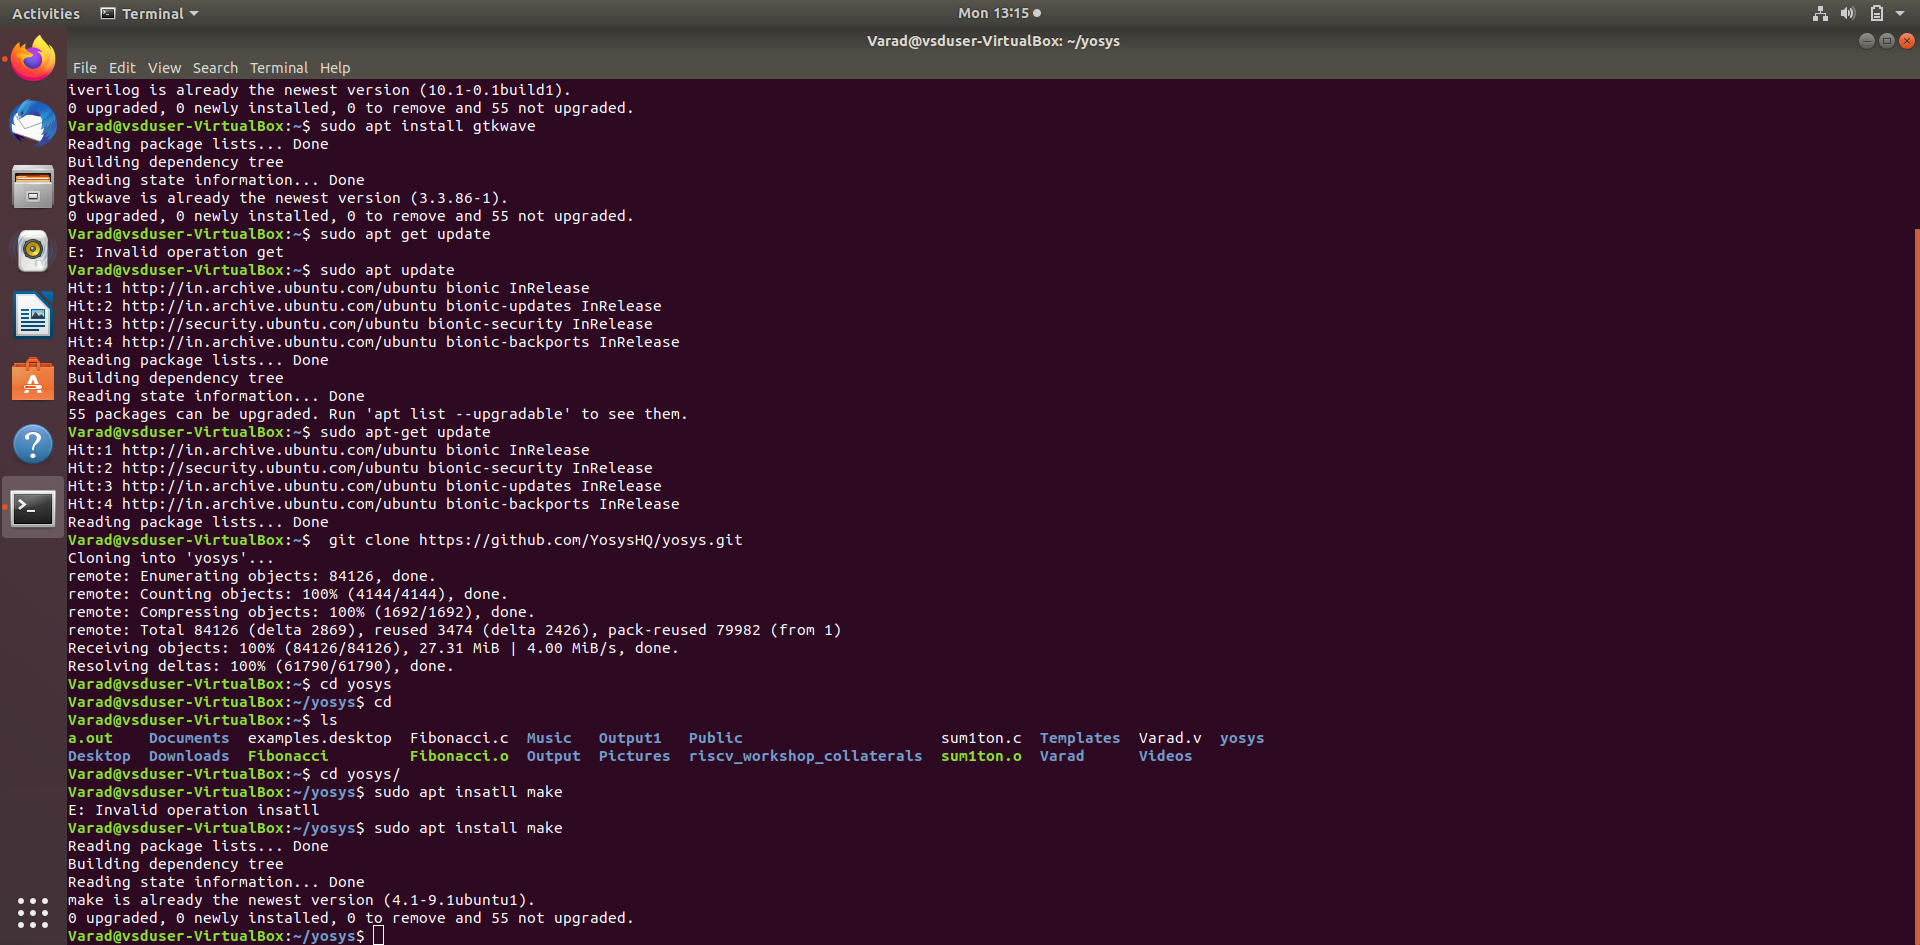 Activities Terminal Mon 13:15
Varad@vsduser-VirtualBox: ~/yosys
File Edit View Search Terminal Help
iverilog is already the newest version (10.1-0.1build1).
0 upgraded, 0 newly installed, 0 to remove and 55 not upgraded.
Varad@vsduser-VirtualBox:~$ sudo apt install gtkwave
Reading package lists... Done
Building dependency tree
Reading state information... Done
gtkwave is already the newest version (3.3.86-1).
0 upgraded, 0 newly installed, 0 to remove and 55 not upgraded.
Varad@vsduser-VirtualBox:~$ sudo apt get update
E: Invalid operation get
Varad@vsduser-VirtualBox:~$ sudo apt update
Hit:1 http://in.archive.ubuntu.com/ubuntu bionic InRelease
Hit:2 http://in.archive.ubuntu.com/ubuntu bionic-updates InRelease
Hit:3 http://security.ubuntu.com/ubuntu bionic-security InRelease
Hit:4 http://in.archive.ubuntu.com/ubuntu bionic-backports InRelease
Reading package lists... Done
Building dependency tree
Reading state information... Done
55 packages can be upgraded. Run 'apt list --upgradable' to see them.
Varad@vsduser-VirtualBox:~$ sudo apt-get update
Hit:1 http://in.archive.ubuntu.com/ubuntu bionic InRelease
Hit:2 http://security.ubuntu.com/ubuntu bionic-security InRelease
Hit:3 http://in.archive.ubuntu.com/ubuntu bionic-updates InRelease
Hit:4 http://in.archive.ubuntu.com/ubuntu bionic-backports InRelease
Reading package lists... Done
Varad@vsduser-VirtualBox:~$  git clone https://github.com/YosysHQ/yosys.git
Cloning into 'yosys'...
remote: Enumerating objects: 84126, done.
remote: Counting objects: 100% (4144/4144), done.
remote: Compressing objects: 100% (1692/1692), done.
remote: Total 84126 (delta 2869), reused 3474 (delta 2426), pack-reused 79982 (from 1)
Receiving objects: 100% (84126/84126), 27.31 MiB | 4.00 MiB/s, done.
Resolving deltas: 100% (61790/61790), done.
Varad@vsduser-VirtualBox:~$ cd yosys
Varad@vsduser-VirtualBox:~/yosys$ cd
Varad@vsduser-VirtualBox:~$ ls
a.out Documents examples.desktop Fibonacci.c Music Output1 Public sum1ton.c Templates Varad.v yosys
Desktop Downloads Fibonacci Fibonacci.o Output Pictures riscv_workshop_collaterals sum1ton.o Varad Videos
Varad@vsduser-VirtualBox:~$ cd yosys/
Varad@vsduser-VirtualBox:~/yosys$ sudo apt insatll make
E: Invalid operation insatll
Varad@vsduser-VirtualBox:~/yosys$ sudo apt install make
Reading package lists... Done
Building dependency tree
Reading state information... Done
make is already the newest version (4.1-9.1ubuntu1).
0 upgraded, 0 newly installed, 0 to remove and 55 not upgraded.
Varad@vsduser-VirtualBox:~/yosys$